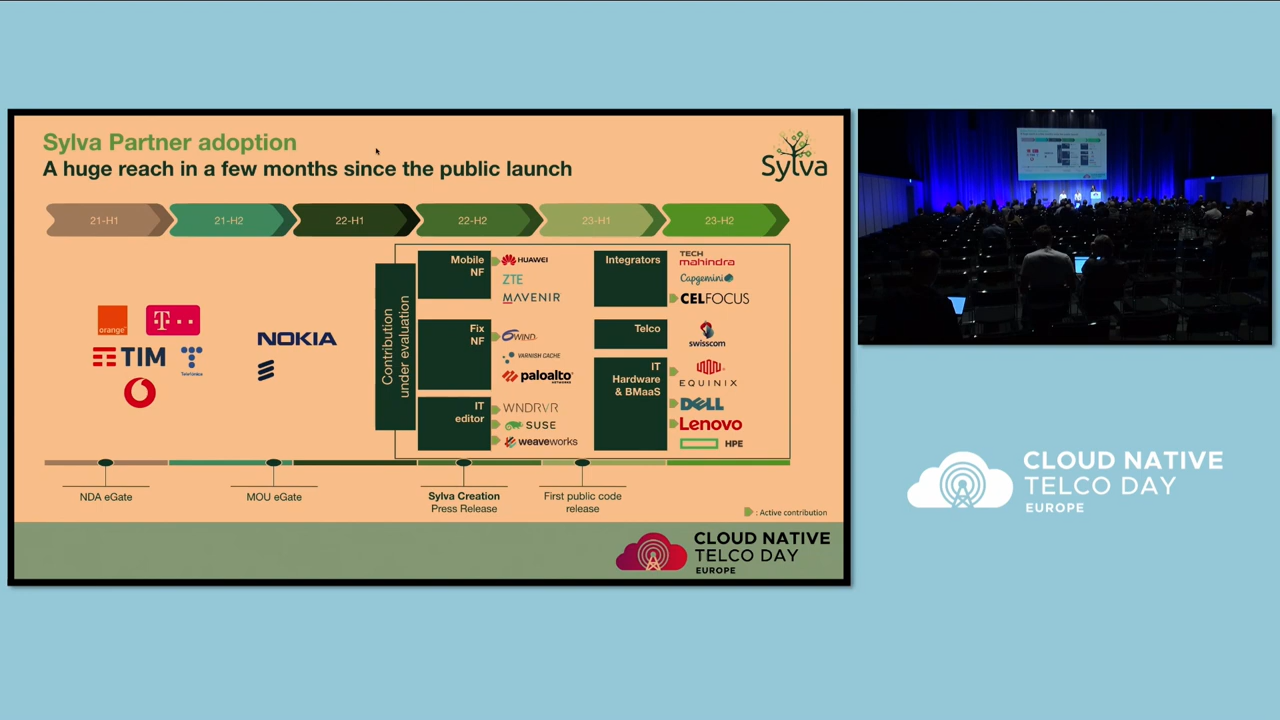 Sylva Partner adoption
A huge reach in a few months since the public launch
Sylva
21-H1
21-H2
22-H1
22-H2
23-H1
23-H2
orange
T
TIM
Telefónica
NOKIA
Contribution
under evaluation
Mobile
NF
HUAWEI
ZTE
MAVENIR
Fix
NF
6WIND
VARNISH CACHE
paloalto
NETWORKS
IT
editor
WNDRVR
SUSE
weaveworks
Integrators
TECH
mahindra
Capgemini
CELFOCUS
Telco
swisscom
IT
Hardware
& BMaaS
EQUINIX
DELL
Lenovo
HPE
NDA eGate
MOU eGate
Sylva Creation
Press Release
First public code
release
: Active contribution
CLOUD NATIVE
TELCO DAY
EUROPE
CLOUD NATIVE
TELCO DAY
EUROPE